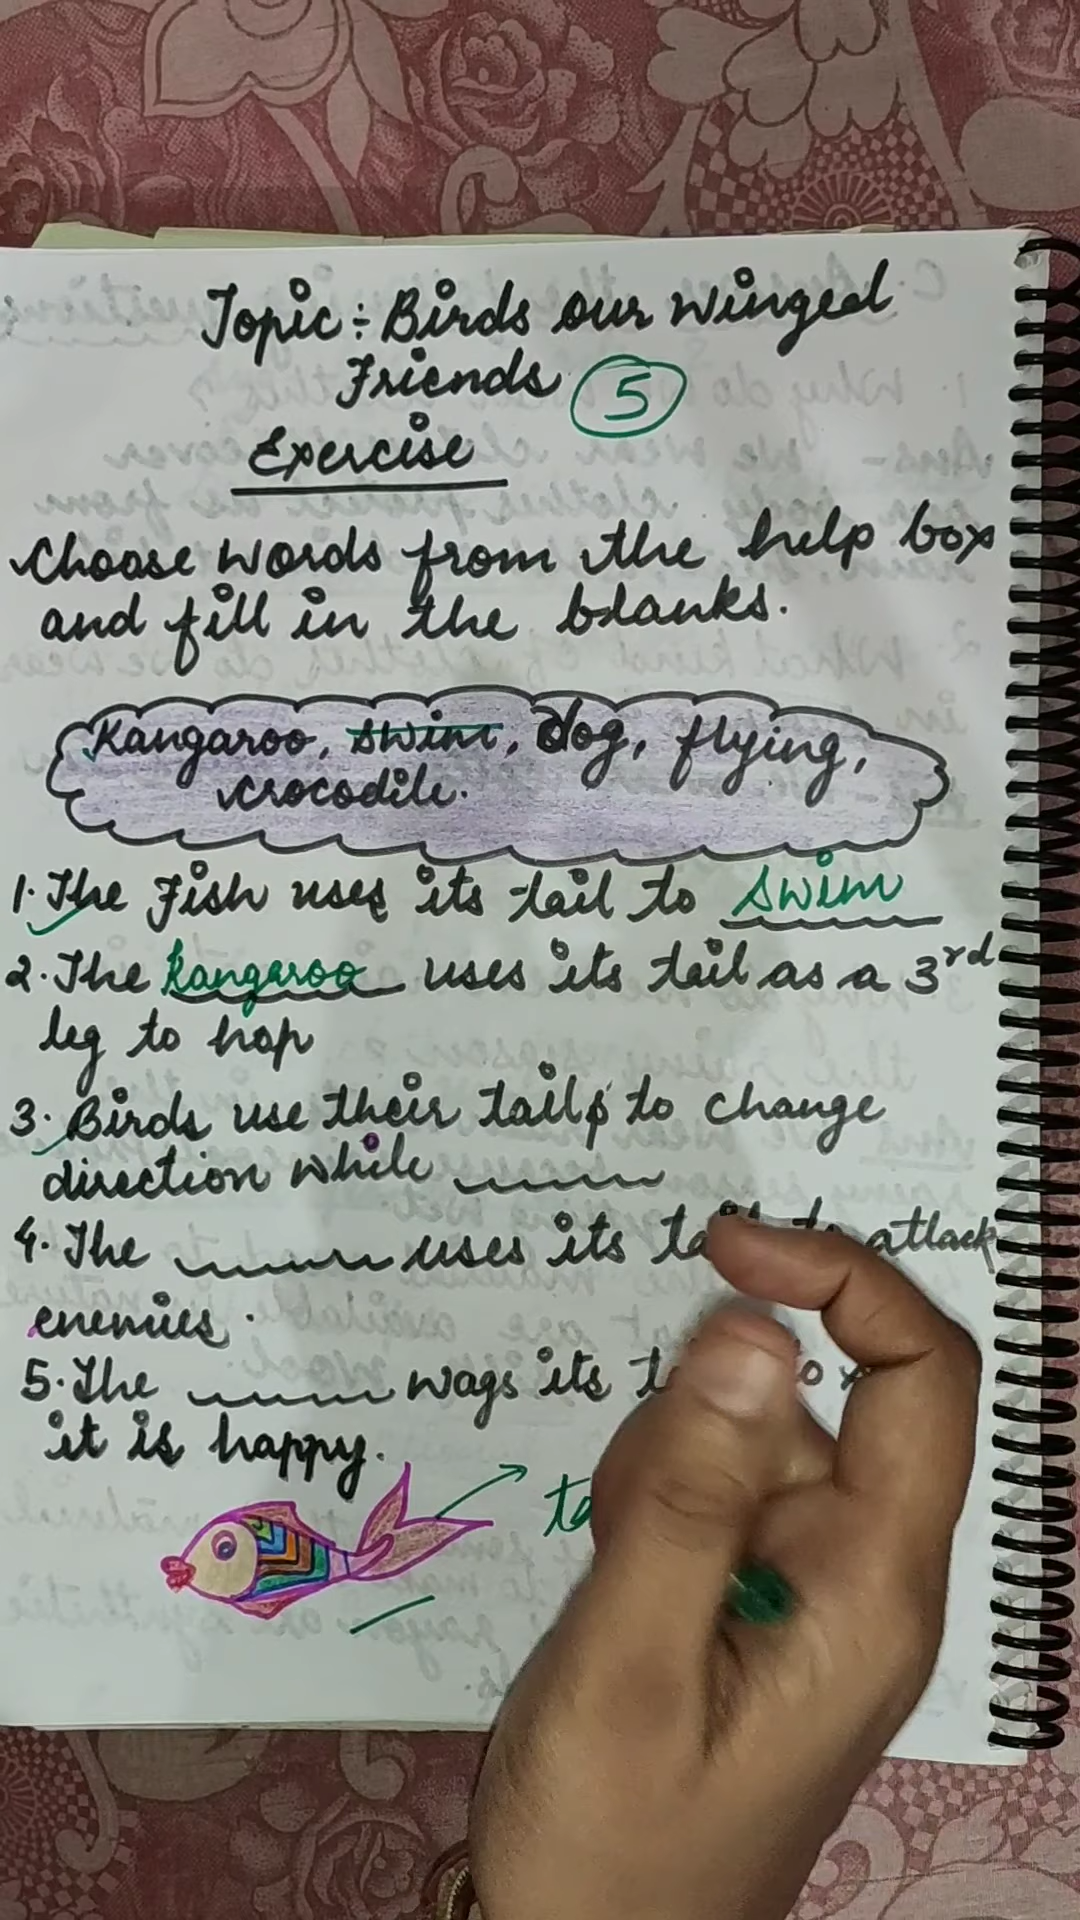 Topic:- Birds our winged
Friends 5
Exercise
Choose words from the help box
and fill in the blanks.
Kangaroo, swim, dog, flying,
crocodile.
1. The Fish uses its tail to swim
2. The kangaroo uses its tail as a 3rd
leg to hop
3. Birds use their tails to change
direction while
4. The uses its attack
enemies.
5. The wags its
it is happy.